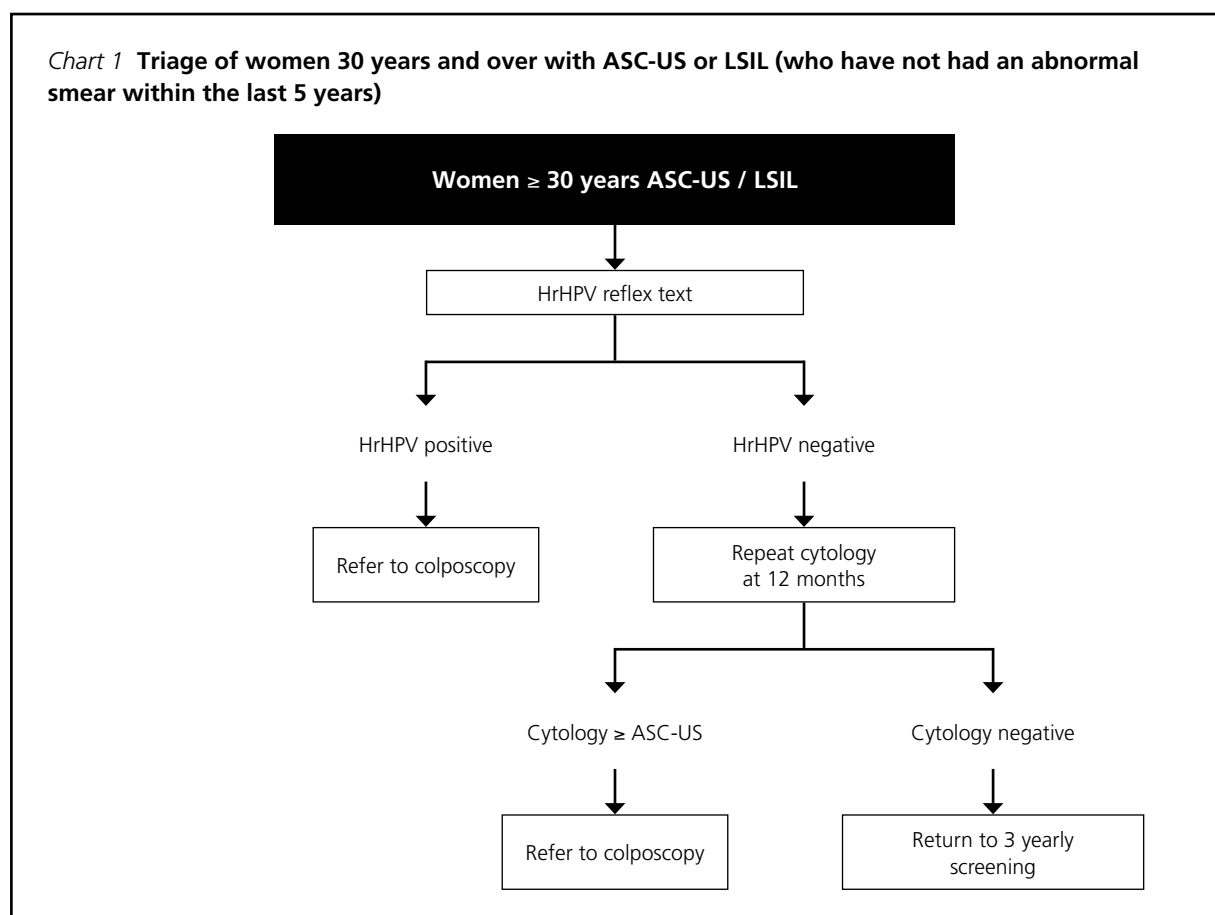 Chart 1 Triage of women 30 years and over with ASC-US or LSIL (who have not had an abnormal
smear within the last 5 years)
Women ≥ 30 years ASC-US / LSIL
HrHPV reflex text
HrHPV positive
HrHPV negative
Refer to colposcopy
Repeat cytology
at 12 months
Cytology ≥ ASC-US
Cytology negative
Refer to colposcopy
Return to 3 yearly
screening